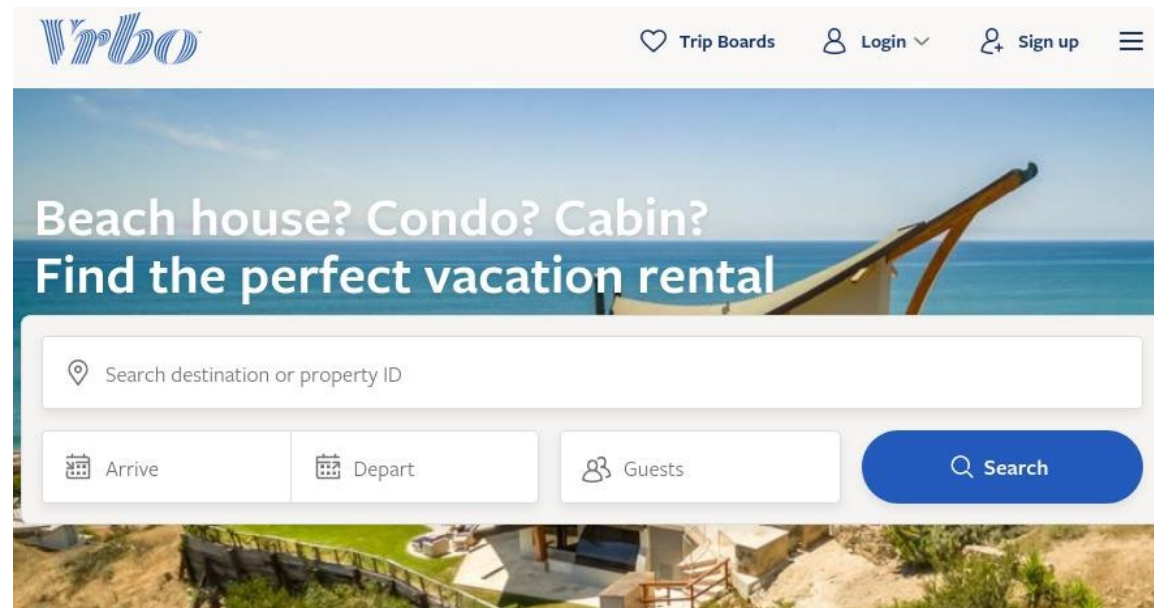 Vrbo
Trip Boards
Login
Sign up
Beach house? Condo? Cabin?
Find the perfect vacation rental
Search destination or property ID
Arrive
Depart
Guests
Search